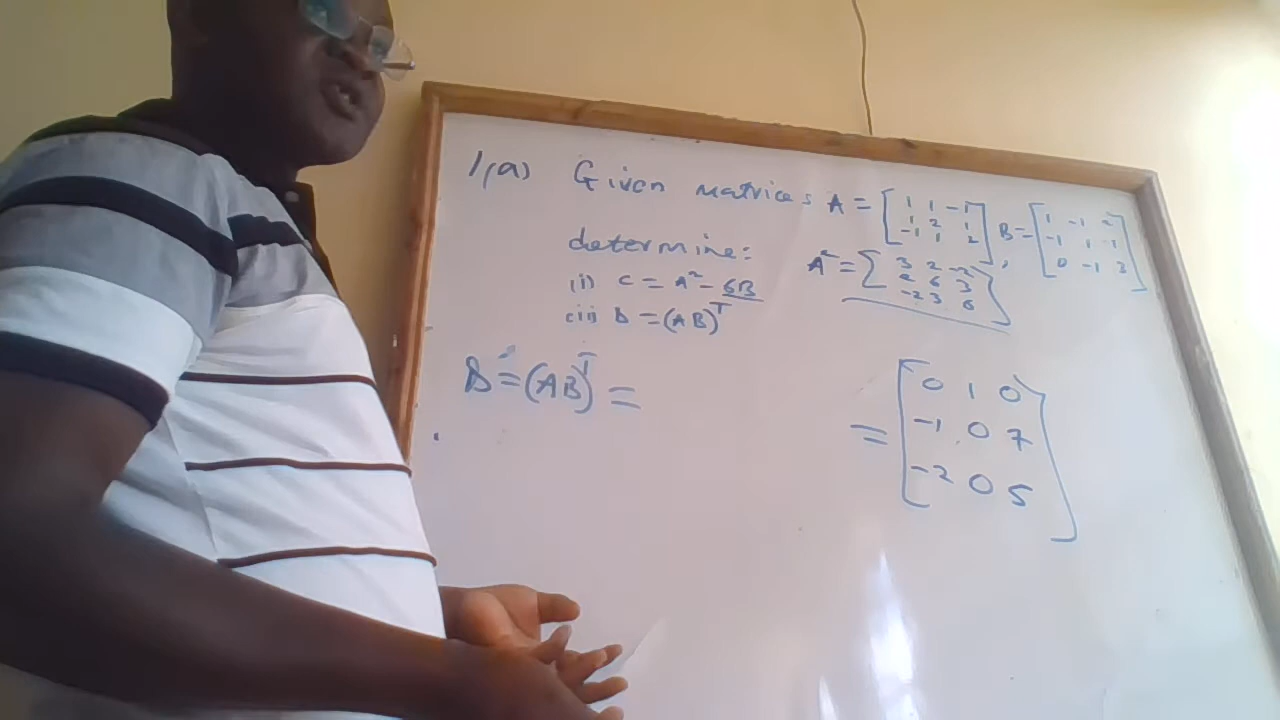 1(a) Given matrices A = [1 1 -1; 1 2 1; -1 1 2], B = [1 -1 2; -1 1 -1; 0 -1 3]
determine: A² = [3 2 -2; 2 6 3; -2 3 6]
(i) C = A² - 6B
(ii) D = (AB)ᵀ
D = (AB)ᵀ =
= [0 1 0; -1 0 7; -2 0 5]